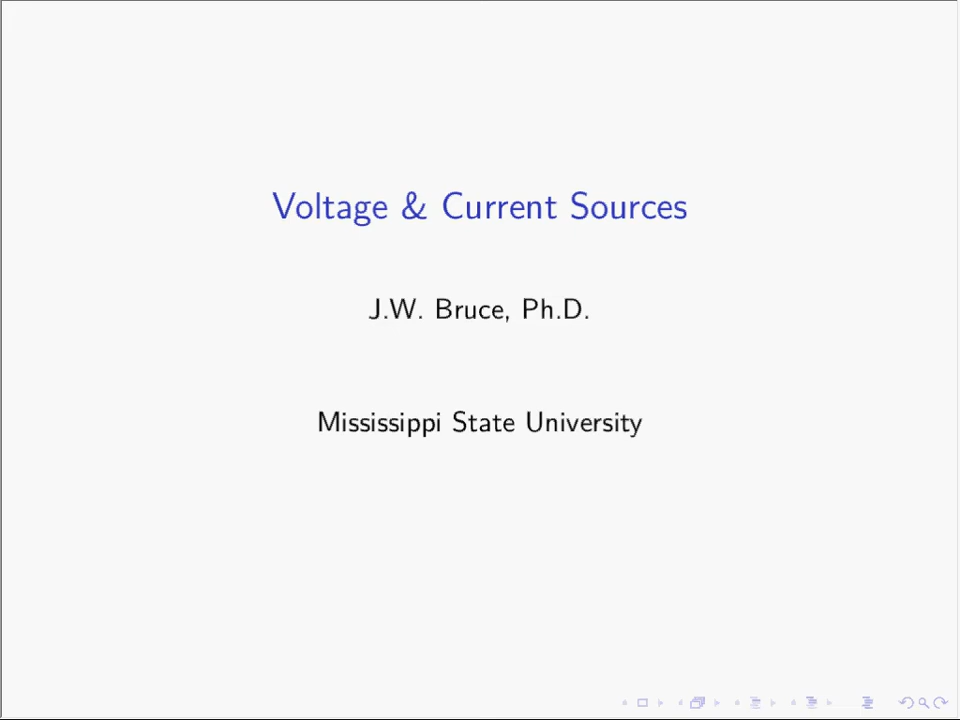 Voltage & Current Sources
J.W. Bruce, Ph.D.
Mississippi State University